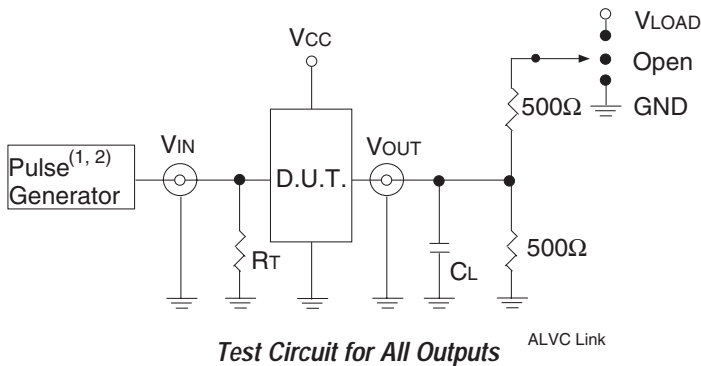 VLOAD
VCC
Open
500Ω
GND
VIN
VOUT
Pulse(1, 2)
Generator
D.U.T.
RT
CL
500Ω
Test Circuit for All Outputs
ALVC Link